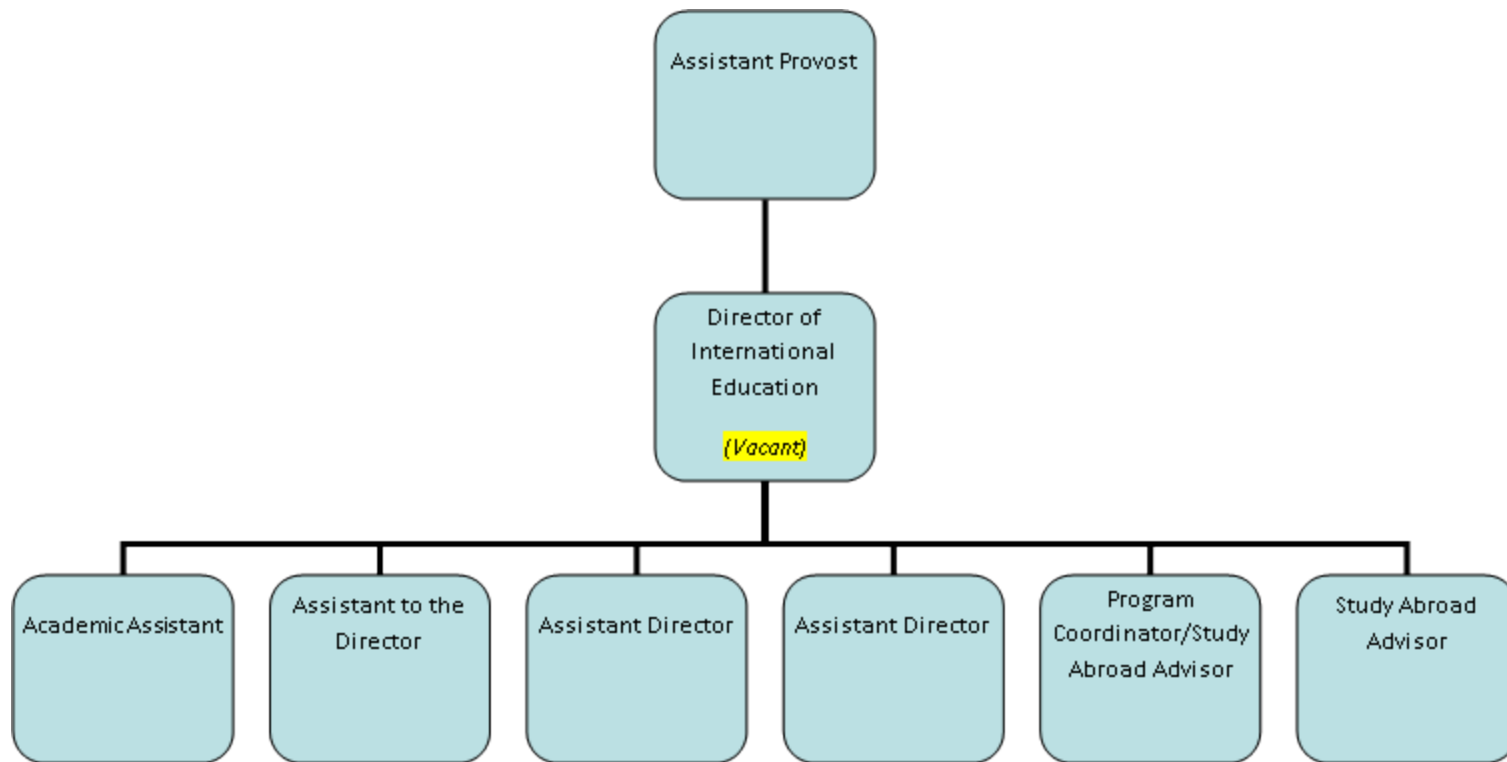 Assistant Provost
Director of
International
Education
(Vacant)
Academic Assistant
Assistant to the
Director
Assistant Director
Assistant Director
Program
Coordinator/Study
Abroad Advisor
Study Abroad
Advisor